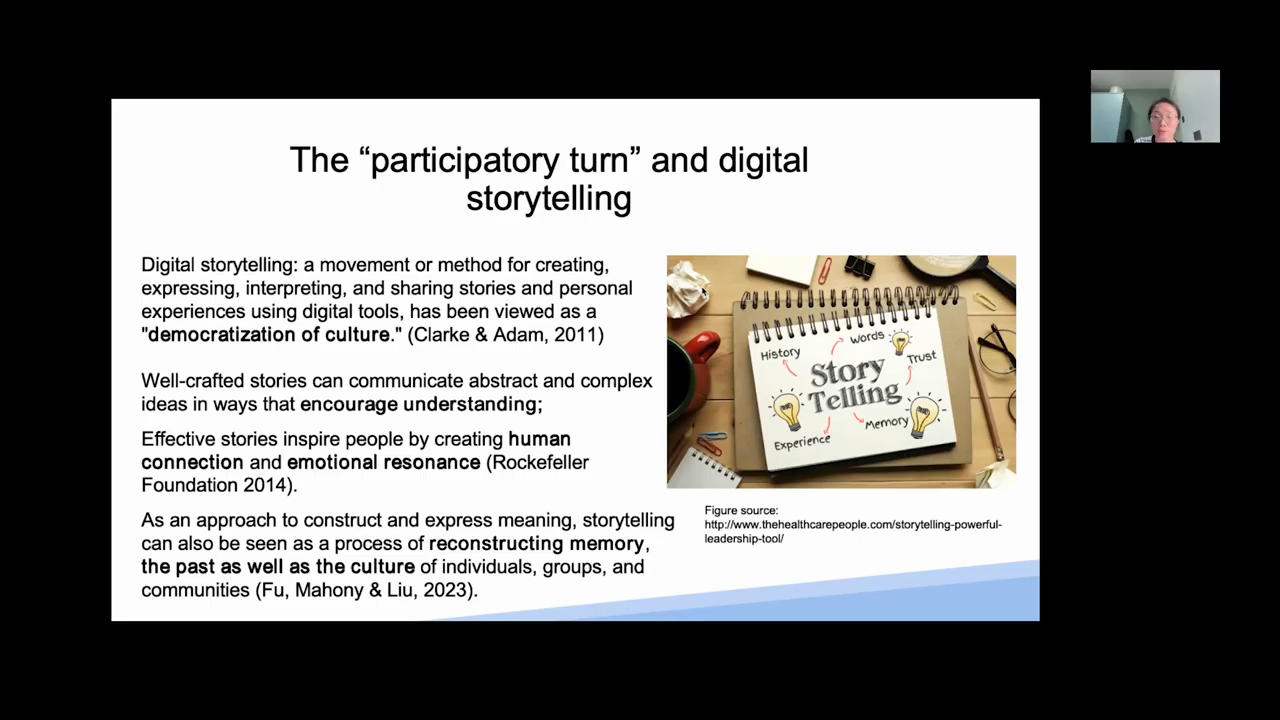 The “participatory turn” and digital
storytelling
Digital storytelling: a movement or method for creating,
expressing, interpreting, and sharing stories and personal
experiences using digital tools, has been viewed as a
"democratization of culture." (Clarke & Adam, 2011)
Well-crafted stories can communicate abstract and complex
ideas in ways that encourage understanding;
Effective stories inspire people by creating human
connection and emotional resonance (Rockefeller
Foundation 2014).
As an approach to construct and express meaning, storytelling
can also be seen as a process of reconstructing memory,
the past as well as the culture of individuals, groups, and
communities (Fu, Mahony & Liu, 2023).
History
Words
Trust
Story
Telling
Experience
Memory
Figure source:
http://www.thehealthcarepeople.com/storytelling-powerful-
leadership-tool/